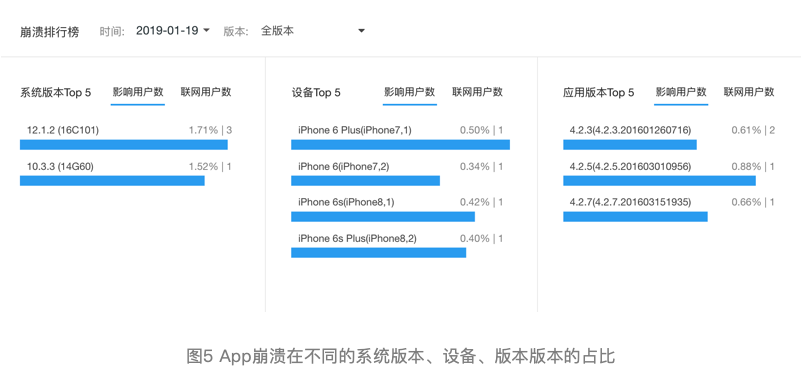 崩溃排行榜 时间: 2019-01-19 版本: 全版本
系统版本Top 5 影响用户数 联网用户数
12.1.2 (16C101) 1.71% | 3
10.3.3 (14G60) 1.52% | 1
设备Top 5 影响用户数 联网用户数
iPhone 6 Plus(iPhone7,1) 0.50% | 1
iPhone 6(iPhone7,2) 0.34% | 1
iPhone 6s(iPhone8,1) 0.42% | 1
iPhone 6s Plus(iPhone8,2) 0.40% | 1
应用版本Top 5 影响用户数 联网用户数
4.2.3(4.2.3.201601260716) 0.61% | 2
4.2.5(4.2.5.201603010956) 0.88% | 1
4.2.7(4.2.7.201603151935) 0.66% | 1
图5 App崩溃在不同的系统版本、设备、版本版本的占比